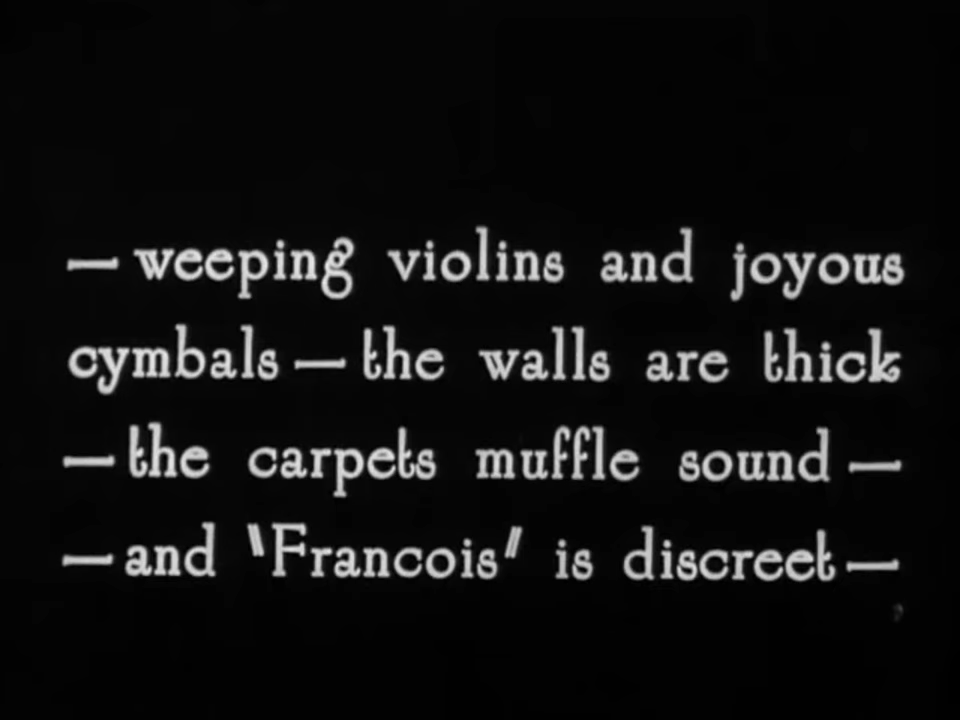 — weeping violins and joyous
cymbals — the walls are thick
— the carpets muffle sound —
— and "Francois" is discreet —